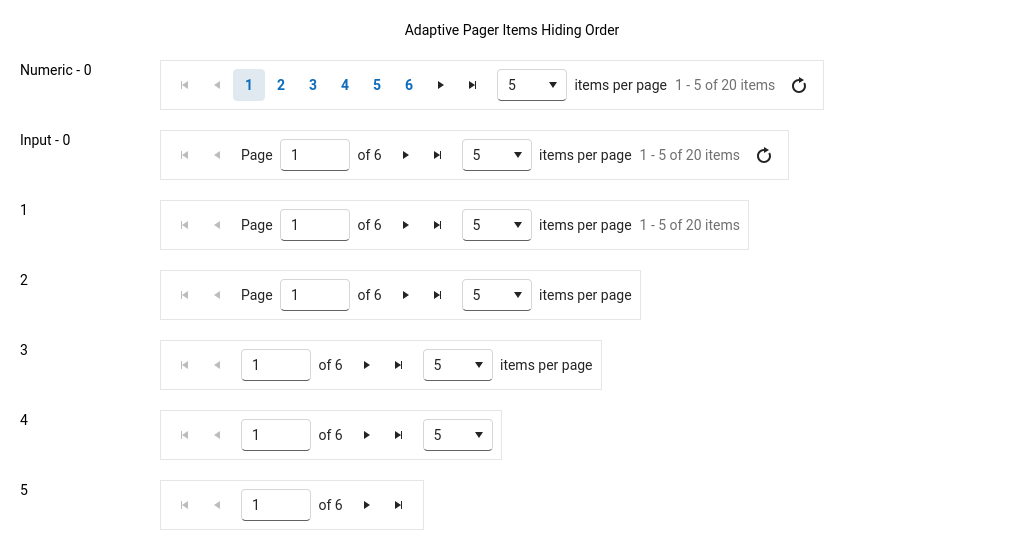 Adaptive Pager Items Hiding Order
Numeric - 0
1 2 3 4 5 6 5 items per page 1 - 5 of 20 items
Input - 0
Page 1 of 6 5 items per page 1 - 5 of 20 items
1
Page 1 of 6 5 items per page 1 - 5 of 20 items
2
Page 1 of 6 5 items per page
3
1 of 6 5 items per page
4
1 of 6 5
5
1 of 6